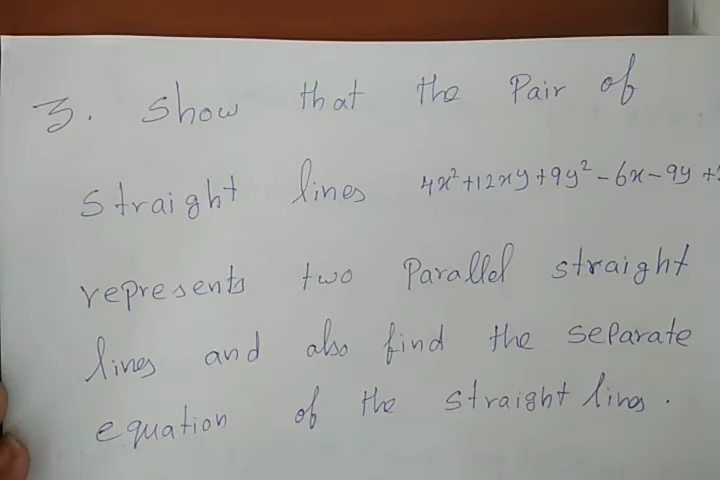 3. Show that the Pair of
Straight lines 4x²+12xy+9y²-6x-9y+
represents two Parallel straight
lines and also find the separate
equation of the straight lines.